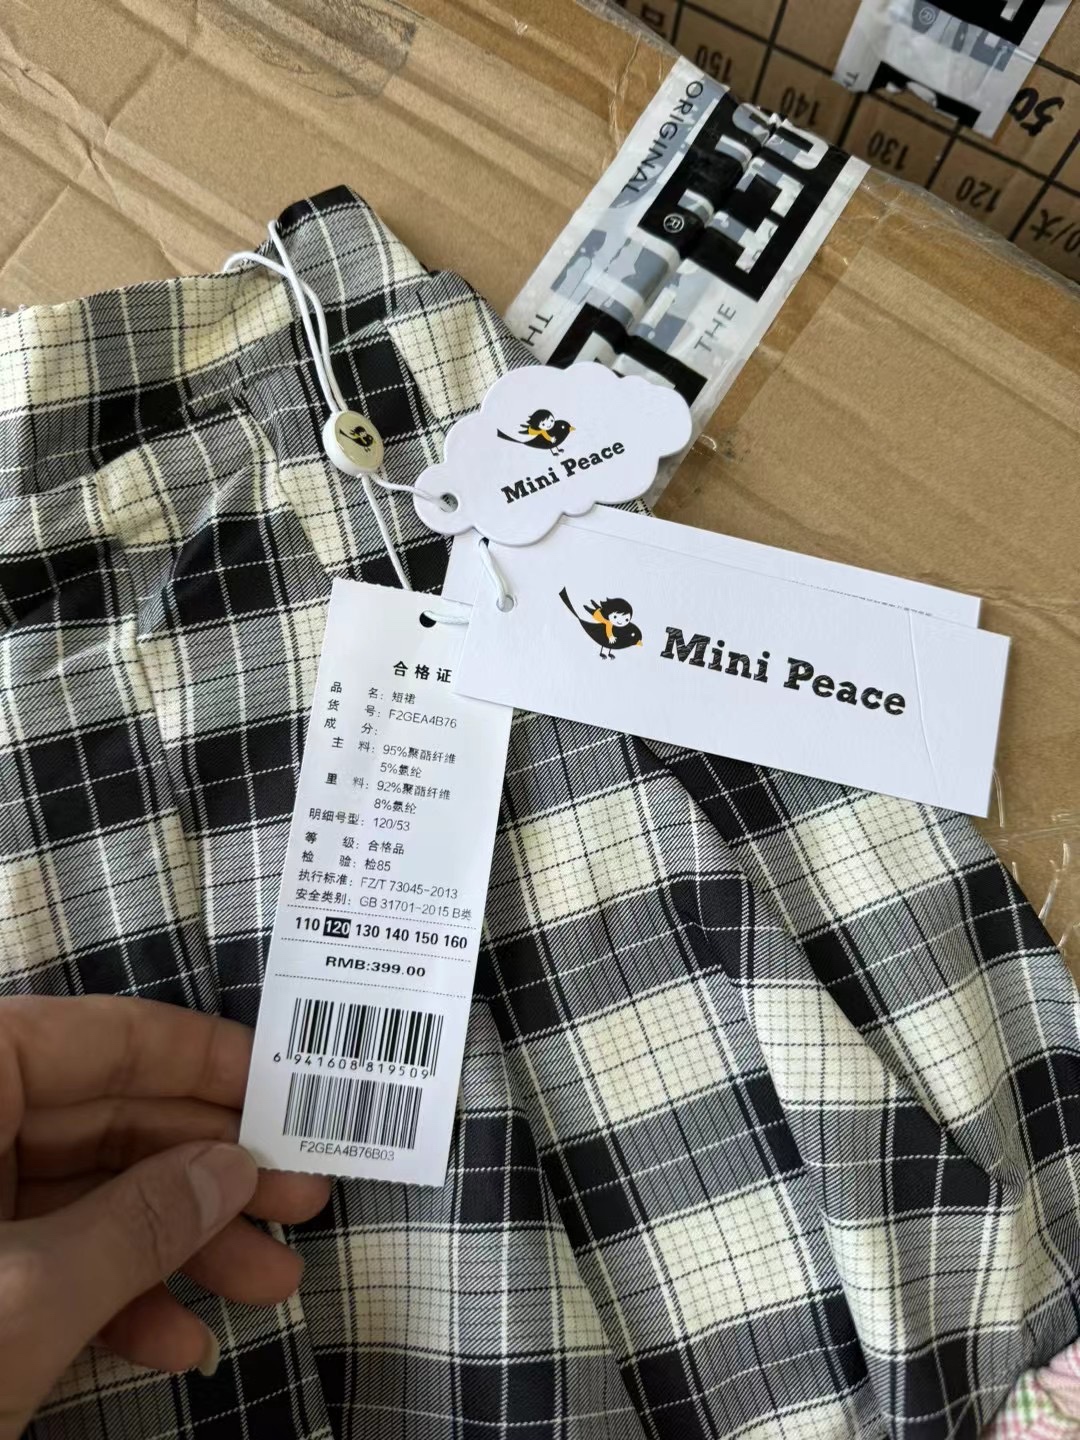 150
140
130
120
50
ORIGINAL
®
THE
TH
Mini Peace
Mini Peace
合格证
品 名：短裙
货 号：F2GEA4B76
成 分：
主 料：95%聚酯纤维
5%氨纶
里 料：92%聚酯纤维
8%氨纶
明细号型：120/53
等 级：合格品
检 验：检85
执行标准：FZ/T 73045-2013
安全类别：GB 31701-2015 B类
110 120 130 140 150 160
RMB:399.00
6 941608 819509
F2GEA4B76B03